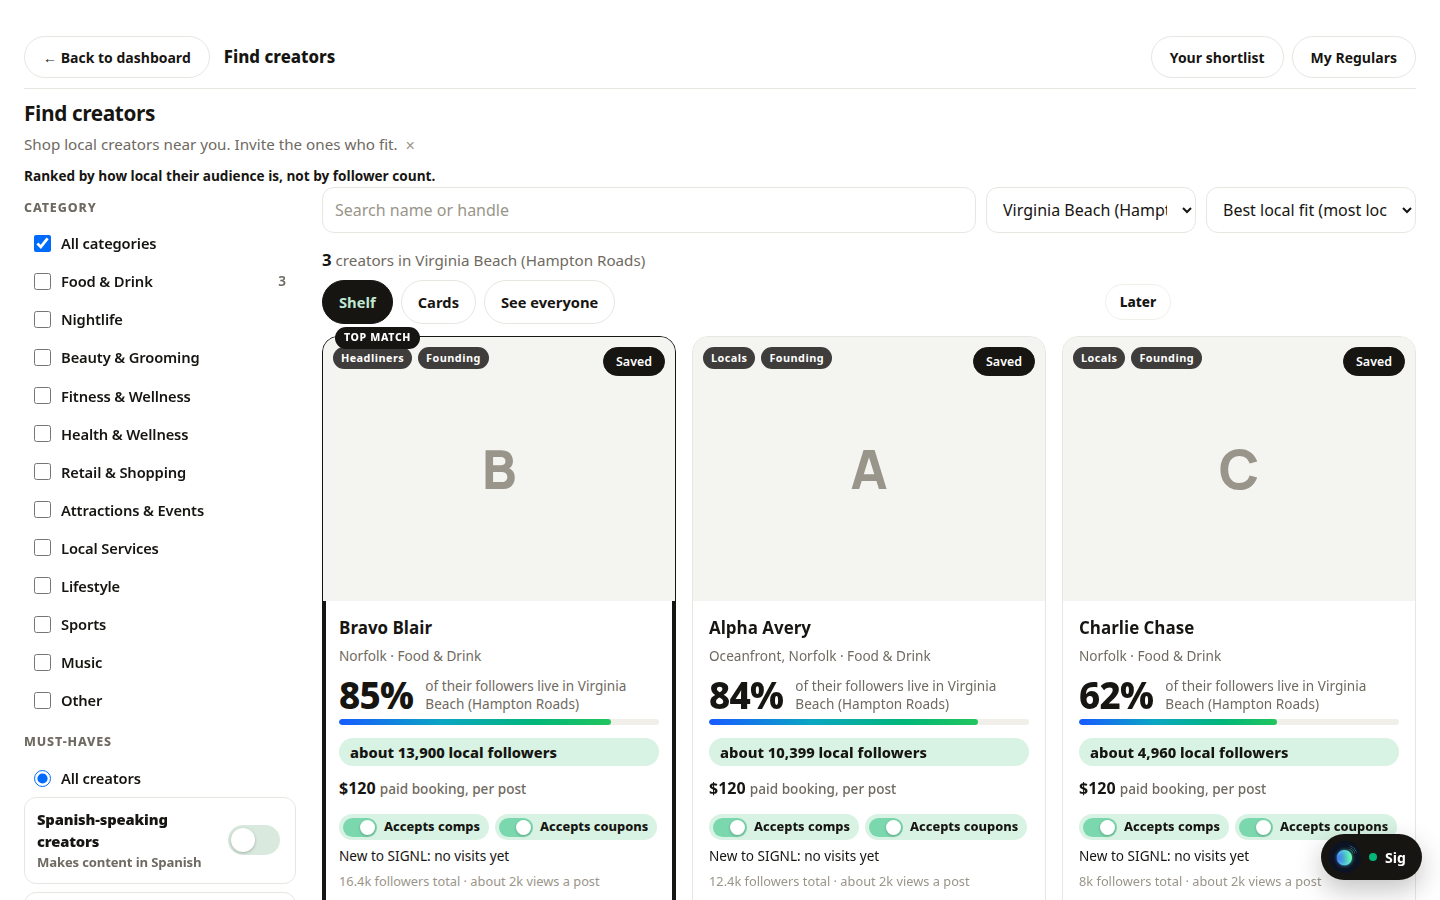 ← Back to dashboard
Find creators
Your shortlist
My Regulars
Find creators
Shop local creators near you. Invite the ones who fit. ×
Ranked by how local their audience is, not by follower count.
CATEGORY
All categories
Food & Drink 3
Nightlife
Beauty & Grooming
Fitness & Wellness
Health & Wellness
Retail & Shopping
Attractions & Events
Local Services
Lifestyle
Sports
Music
Other
MUST-HAVES
All creators
Spanish-speaking
creators
Makes content in Spanish
Search name or handle
Virginia Beach (Hampt
Best local fit (most loc
3 creators in Virginia Beach (Hampton Roads)
Shelf
Cards
See everyone
Later
TOP MATCH
Headliners
Founding
Saved
B
Bravo Blair
Norfolk · Food & Drink
85%
of their followers live in Virginia
Beach (Hampton Roads)
about 13,900 local followers
$120 paid booking, per post
Accepts comps
Accepts coupons
New to SIGNL: no visits yet
16.4k followers total · about 2k views a post
Locals
Founding
Saved
A
Alpha Avery
Oceanfront, Norfolk · Food & Drink
84%
of their followers live in Virginia
Beach (Hampton Roads)
about 10,399 local followers
$120 paid booking, per post
Accepts comps
Accepts coupons
New to SIGNL: no visits yet
12.4k followers total · about 2k views a post
Locals
Founding
Saved
C
Charlie Chase
Norfolk · Food & Drink
62%
of their followers live in Virginia
Beach (Hampton Roads)
about 4,960 local followers
$120 paid booking, per post
Accepts comps
Accepts coupons
New to SIGNL: no visits yet
8k followers total · about 2k views a post
Sig